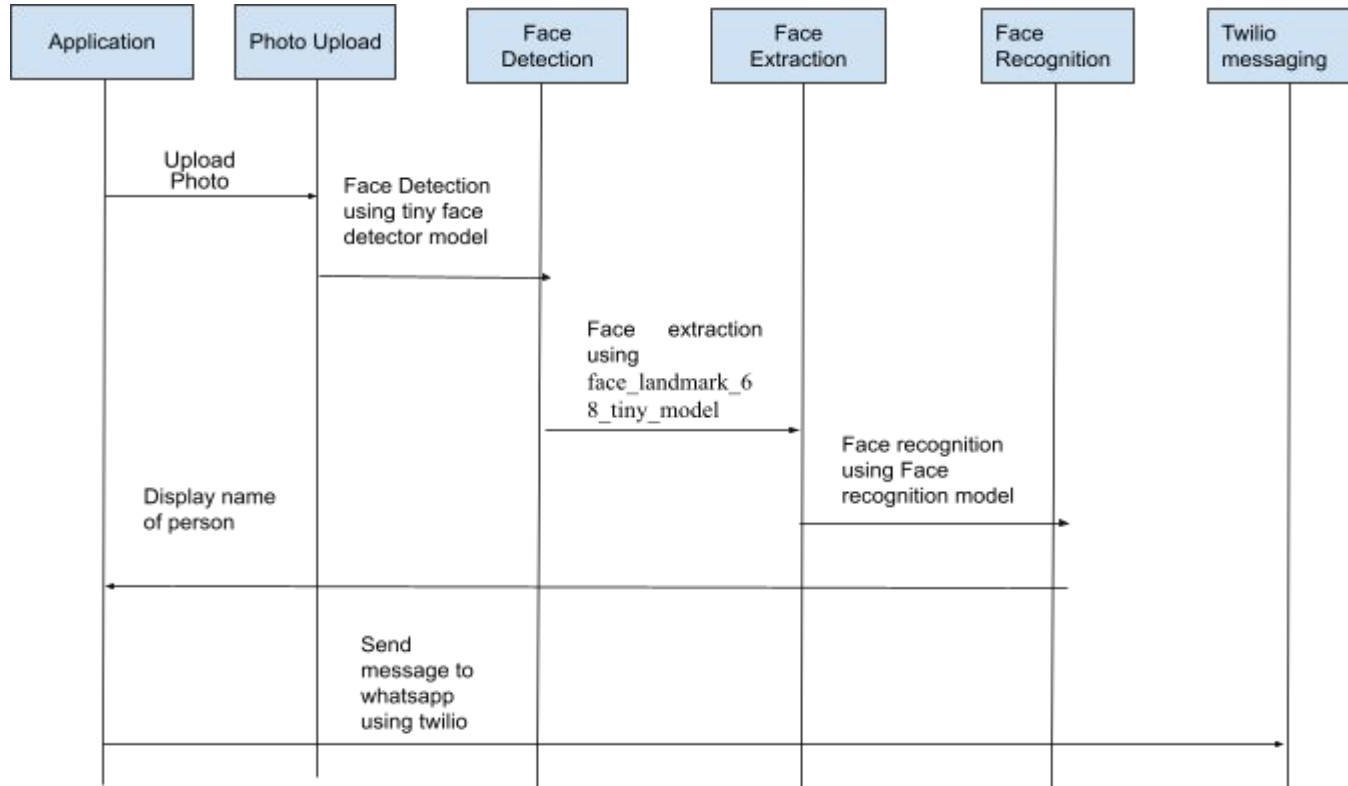 Application
Photo Upload
Face
Detection
Face
Extraction
Face
Recognition
Twilio
messaging
Upload
Photo
Face Detection
using tiny face
detector model
Face extraction
using
face_landmark_6
8_tiny_model
Face recognition
using Face
recognition model
Display name
of person
Send
message to
whatsapp
using twilio